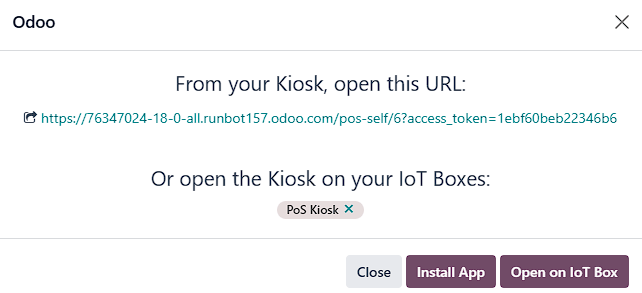 Odoo
From your Kiosk, open this URL:
https://76347024-18-0-all.runbot157.odoo.com/pos-self/6?access_token=1ebf60beb22346b6
Or open the Kiosk on your IoT Boxes:
PoS Kiosk
Close Install App Open on IoT Box